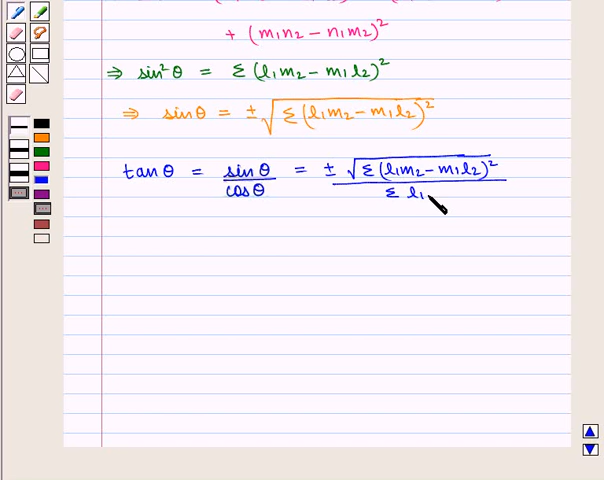 + (m₁n₂ − n₁m₂)²
⇒ sin²θ = Σ (l₁m₂ − m₁l₂)²
⇒ sinθ = ± √(Σ (l₁m₂ − m₁l₂)²)
tanθ = sinθ/cosθ = ± √(Σ (l₁m₂ − m₁l₂)²)/Σ l₁